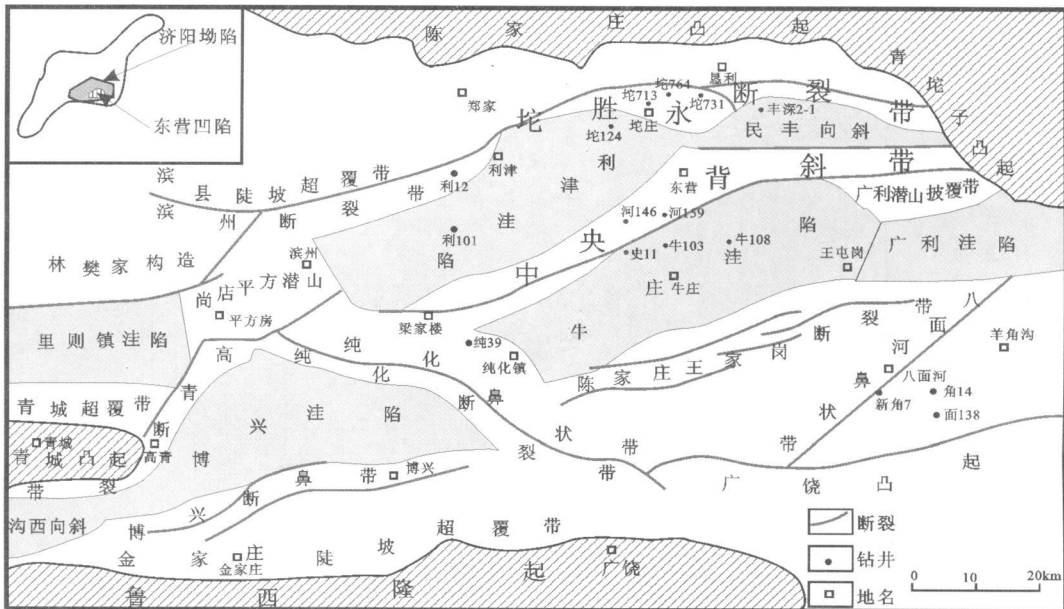 济阳坳陷
东营凹陷
陈家庄凸起
青坨子凸起
郑家
坨713
坨764
垦利
坨731
坨庄
坨124
丰深2-1
坨胜永断裂带
民丰向斜
滨县陡坡超覆带
滨州断裂带
利津
利12
利101
利津洼陷
东营
中央背斜带
广利潜山披覆带
河146
河159
史11
牛103
牛108
牛庄
牛庄洼陷
王屯岗
广利洼陷
林樊家构造
滨州
尚店平方潜山
平方房
里则镇洼陷
梁家楼
纯39
纯化镇
高青断裂带
纯化断鼻状带
纯化断裂带
陈家庄王家岗断裂带
八面河鼻状带
羊角沟
八面河
新角7
角14
面138
青城超覆带
青城
青城凸起
高青
博兴洼陷
博兴
博兴断鼻带
沟西向斜
金家庄陡坡超覆带
金家庄
鲁西隆起
广饶
广饶凸起
断裂
钻井
地名
0 10 20km